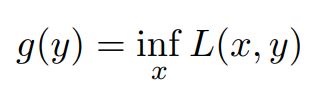 g(y) = inf L(x, y)
x